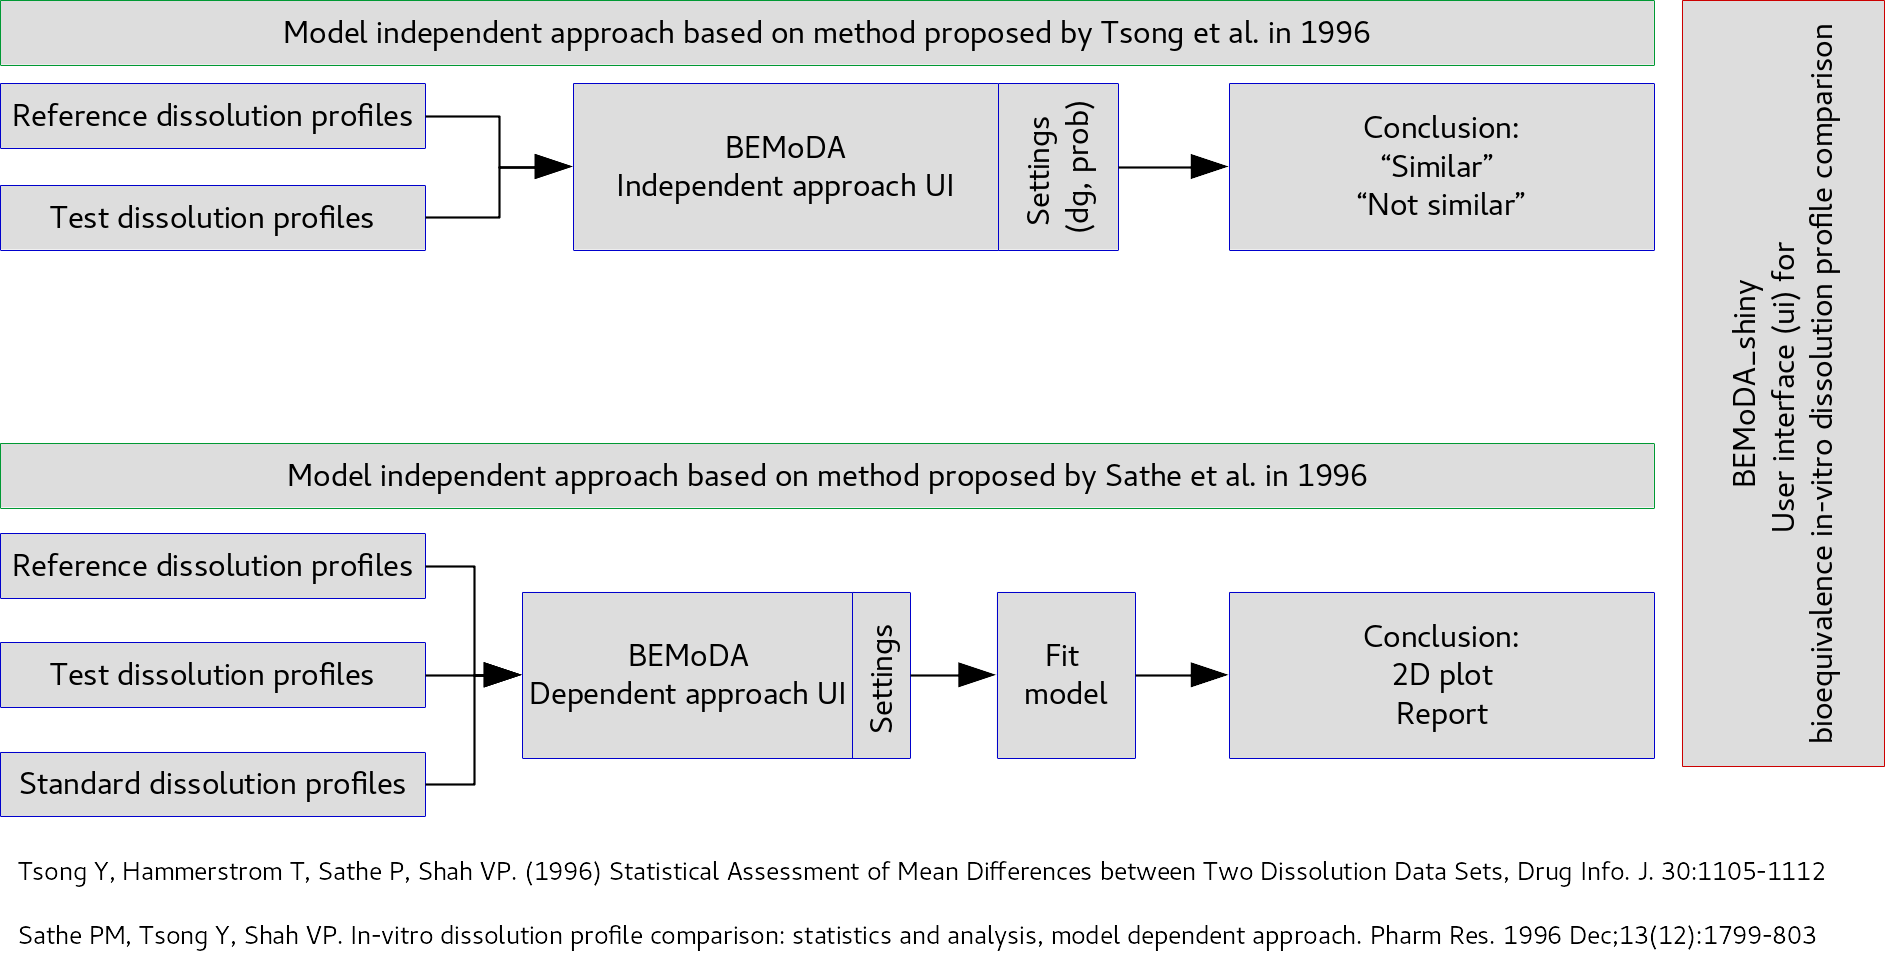 Model independent approach based on method proposed by Tsong et al. in 1996
Reference dissolution profiles
Test dissolution profiles
BEMoDA
Independent approach UI
Settings
(dg, prob)
Conclusion:
“Similar”
“Not similar”
Model independent approach based on method proposed by Sathe et al. in 1996
Reference dissolution profiles
Test dissolution profiles
Standard dissolution profiles
BEMoDA
Dependent approach UI
Settings
Fit
model
Conclusion:
2D plot
Report
BEMoDA_shiny
User interface (ui) for
bioequivalence in-vitro dissolution profile comparison
Tsong Y, Hammerstrom T, Sathe P, Shah VP. (1996) Statistical Assessment of Mean Differences between Two Dissolution Data Sets, Drug Info. J. 30:1105-1112
Sathe PM, Tsong Y, Shah VP. In-vitro dissolution profile comparison: statistics and analysis, model dependent approach. Pharm Res. 1996 Dec;13(12):1799-803